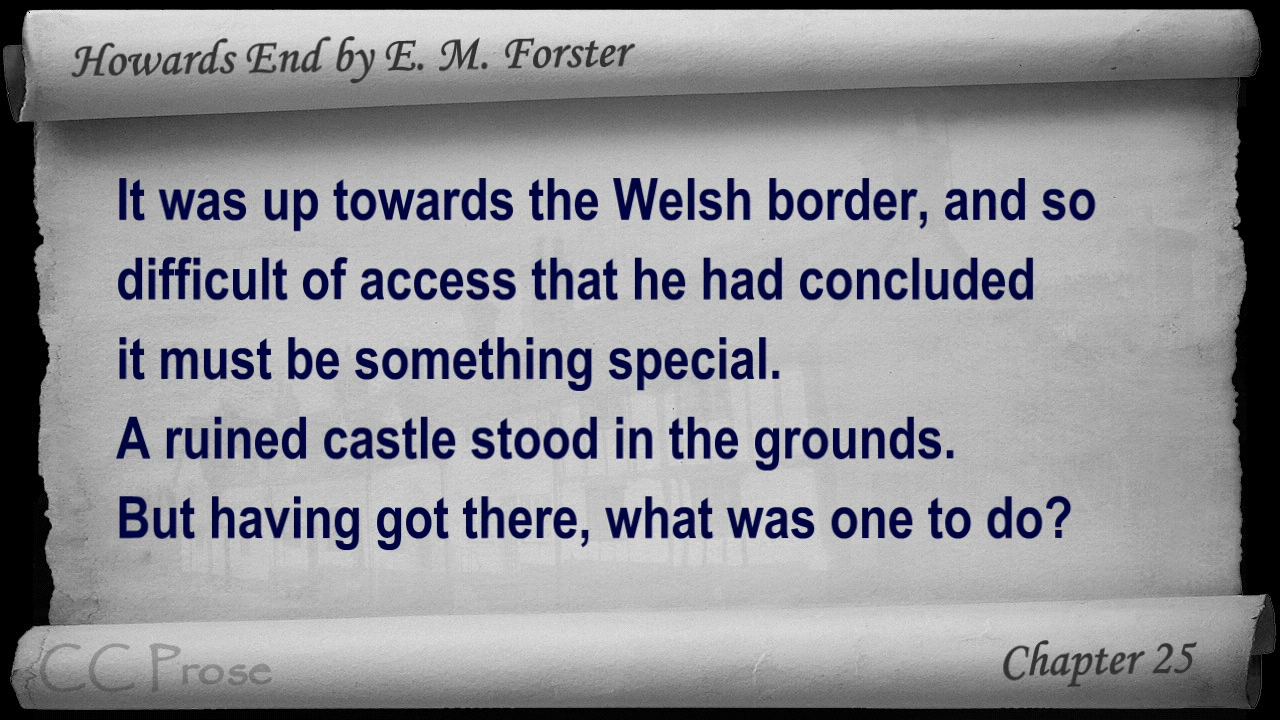 Howards End by E. M. Forster
It was up towards the Welsh border, and so
difficult of access that he had concluded
it must be something special.
A ruined castle stood in the grounds.
But having got there, what was one to do?
CC Prose
Chapter 25